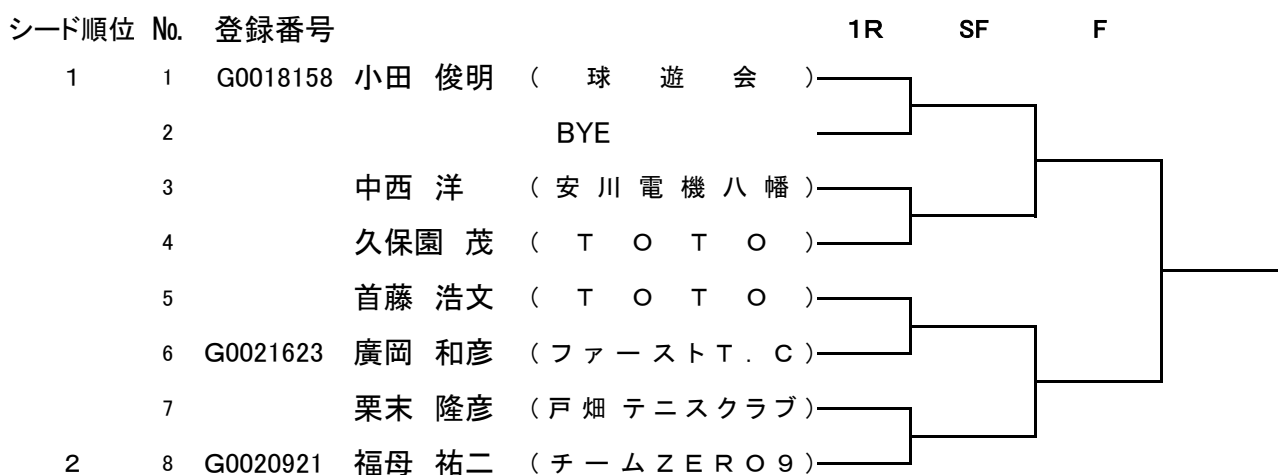 シード順位 No. 登録番号 1R SF F
1 1 G0018158 小田 俊明 (球遊会)
2 BYE
3 中西 洋 (安川電機八幡)
4 久保園 茂 (TOTO)
5 首藤 浩文 (TOTO)
6 G0021623 廣岡 和彦 (ファーストT.C)
7 栗末 隆彦 (戸畑テニスクラブ)
2 8 G0020921 福母 祐二 (チームZERO9)